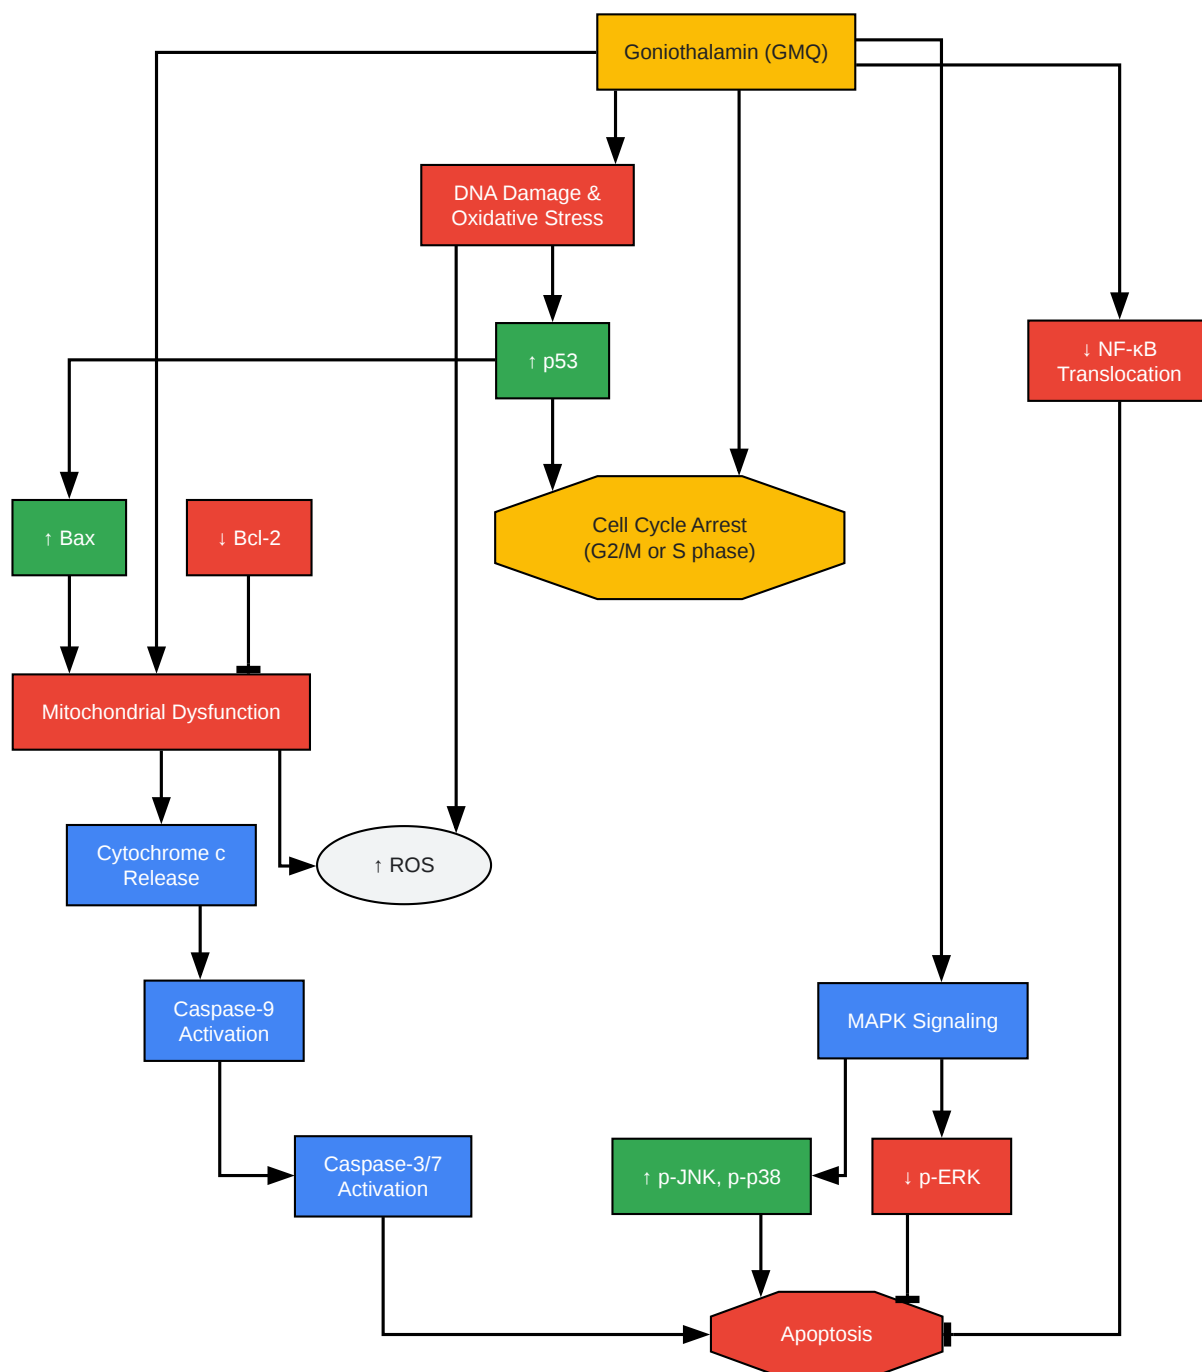 Goniothalamin (GMQ)
DNA Damage &
Oxidative Stress
↑ p53
↓ NF-κB
Translocation
Cell Cycle Arrest
(G2/M or S phase)
↑ Bax
↓ Bcl-2
Mitochondrial Dysfunction
Cytochrome c
Release
↑ ROS
Caspase-9
Activation
MAPK Signaling
Caspase-3/7
Activation
↑ p-JNK, p-p38
↓ p-ERK
Apoptosis